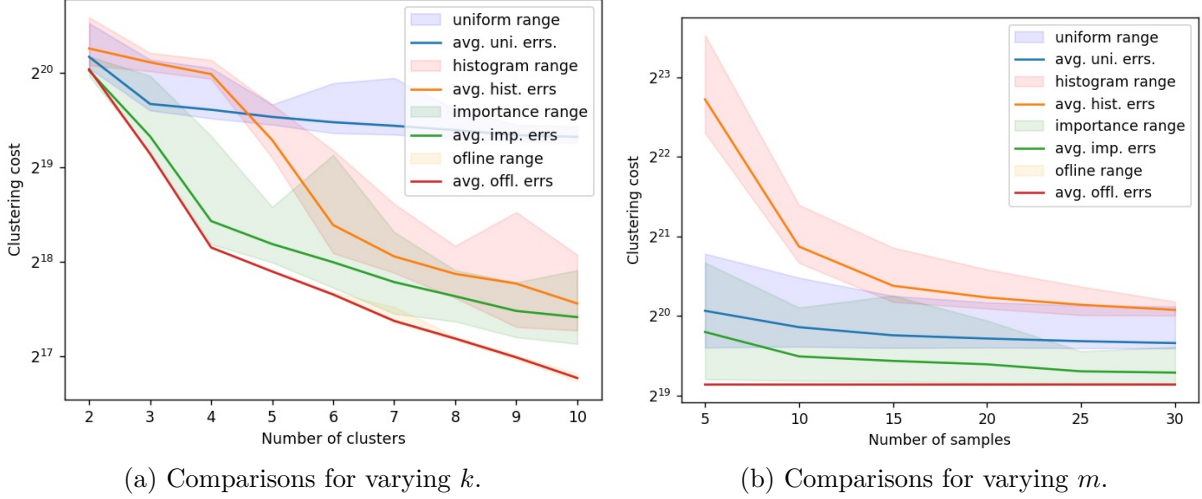 uniform range
avg. uni. errs.
histogram range
avg. hist. errs
importance range
avg. imp. errs
ofline range
avg. offl. errs
2^20
2^19
2^18
2^17
Clustering cost
2 3 4 5 6 7 8 9 10
Number of clusters
(a) Comparisons for varying k.
uniform range
avg. uni. errs.
histogram range
avg. hist. errs
importance range
avg. imp. errs
ofline range
avg. offl. errs
2^23
2^22
2^21
2^20
2^19
Clustering cost
5 10 15 20 25 30
Number of samples
(b) Comparisons for varying m.